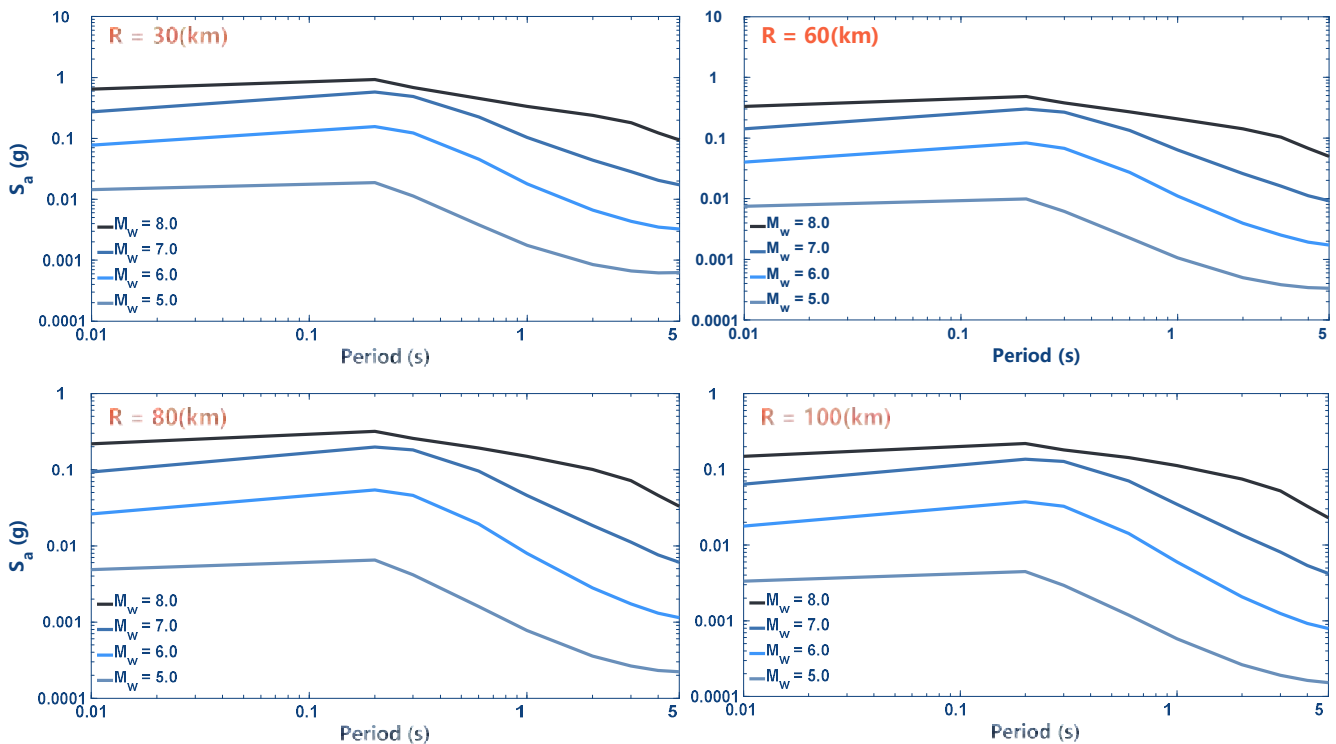 R = 30(km)
10
1
0.1
0.01
0.001
0.0001
S_a (g)
M_w = 8.0
M_w = 7.0
M_w = 6.0
M_w = 5.0
0.01 0.1 1 5
Period (s)
R = 60(km)
10
1
0.1
0.01
0.001
0.0001
M_w = 8.0
M_w = 7.0
M_w = 6.0
M_w = 5.0
0.01 0.1 1 5
Period (s)
R = 80(km)
1
0.1
0.01
0.001
0.0001
S_a (g)
M_w = 8.0
M_w = 7.0
M_w = 6.0
M_w = 5.0
0.01 0.1 1 5
Period (s)
R = 100(km)
1
0.1
0.01
0.001
0.0001
M_w = 8.0
M_w = 7.0
M_w = 6.0
M_w = 5.0
0.01 0.1 1 5
Period (s)